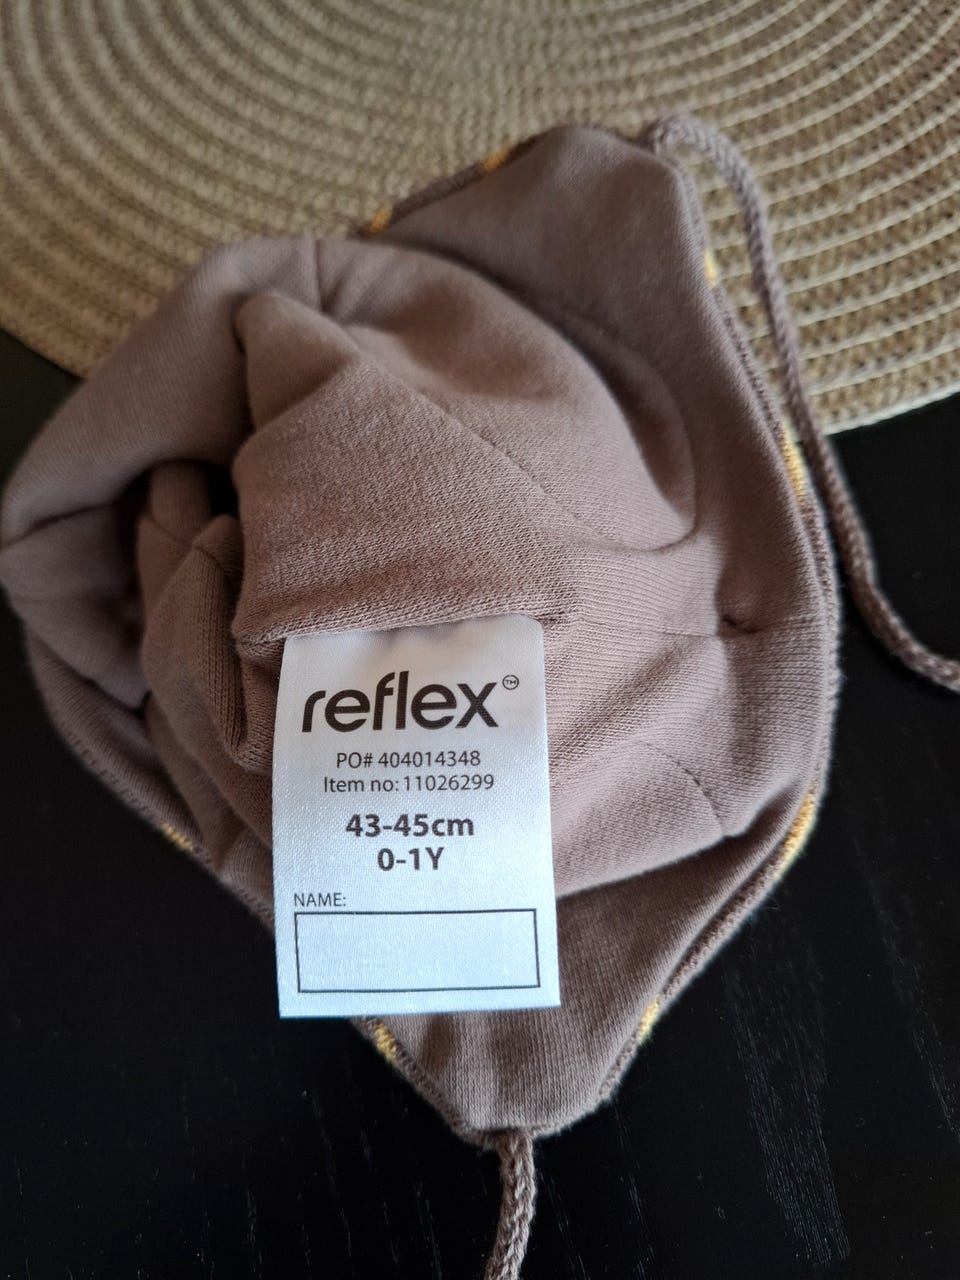 reflex™
PO# 404014348
Item no: 11026299
43-45cm
0-1Y
NAME: